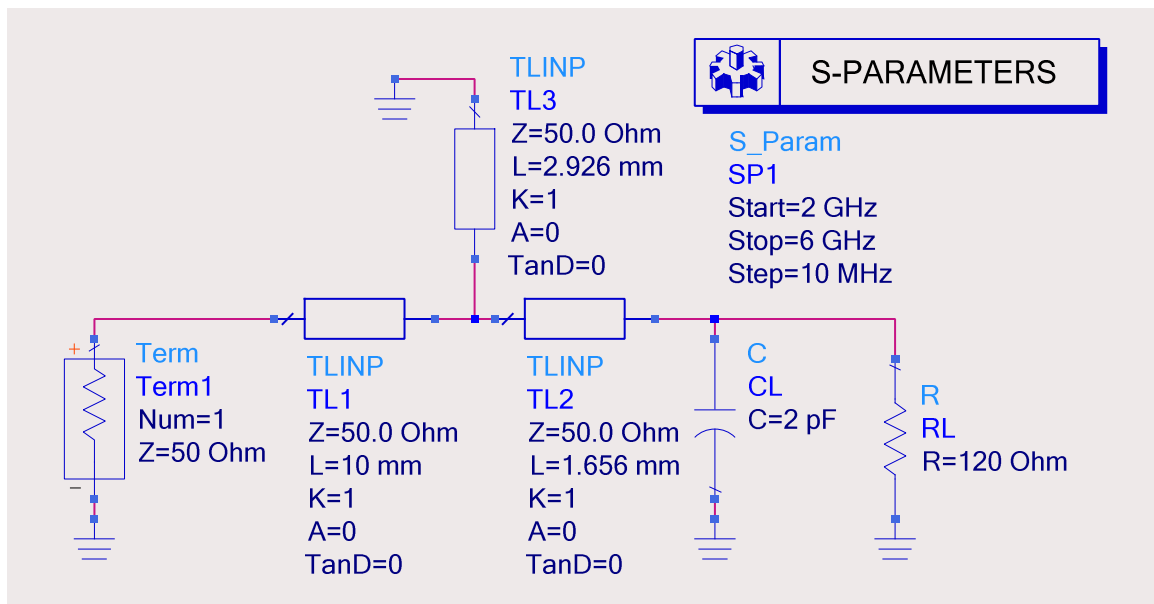 TLINP
TL3
Z=50.0 Ohm
L=2.926 mm
K=1
A=0
TanD=0
S-PARAMETERS
S_Param
SP1
Start=2 GHz
Stop=6 GHz
Step=10 MHz
+
Term
Term1
Num=1
Z=50 Ohm
−
TLINP
TL1
Z=50.0 Ohm
L=10 mm
K=1
A=0
TanD=0
TLINP
TL2
Z=50.0 Ohm
L=1.656 mm
K=1
A=0
TanD=0
C
CL
C=2 pF
R
RL
R=120 Ohm